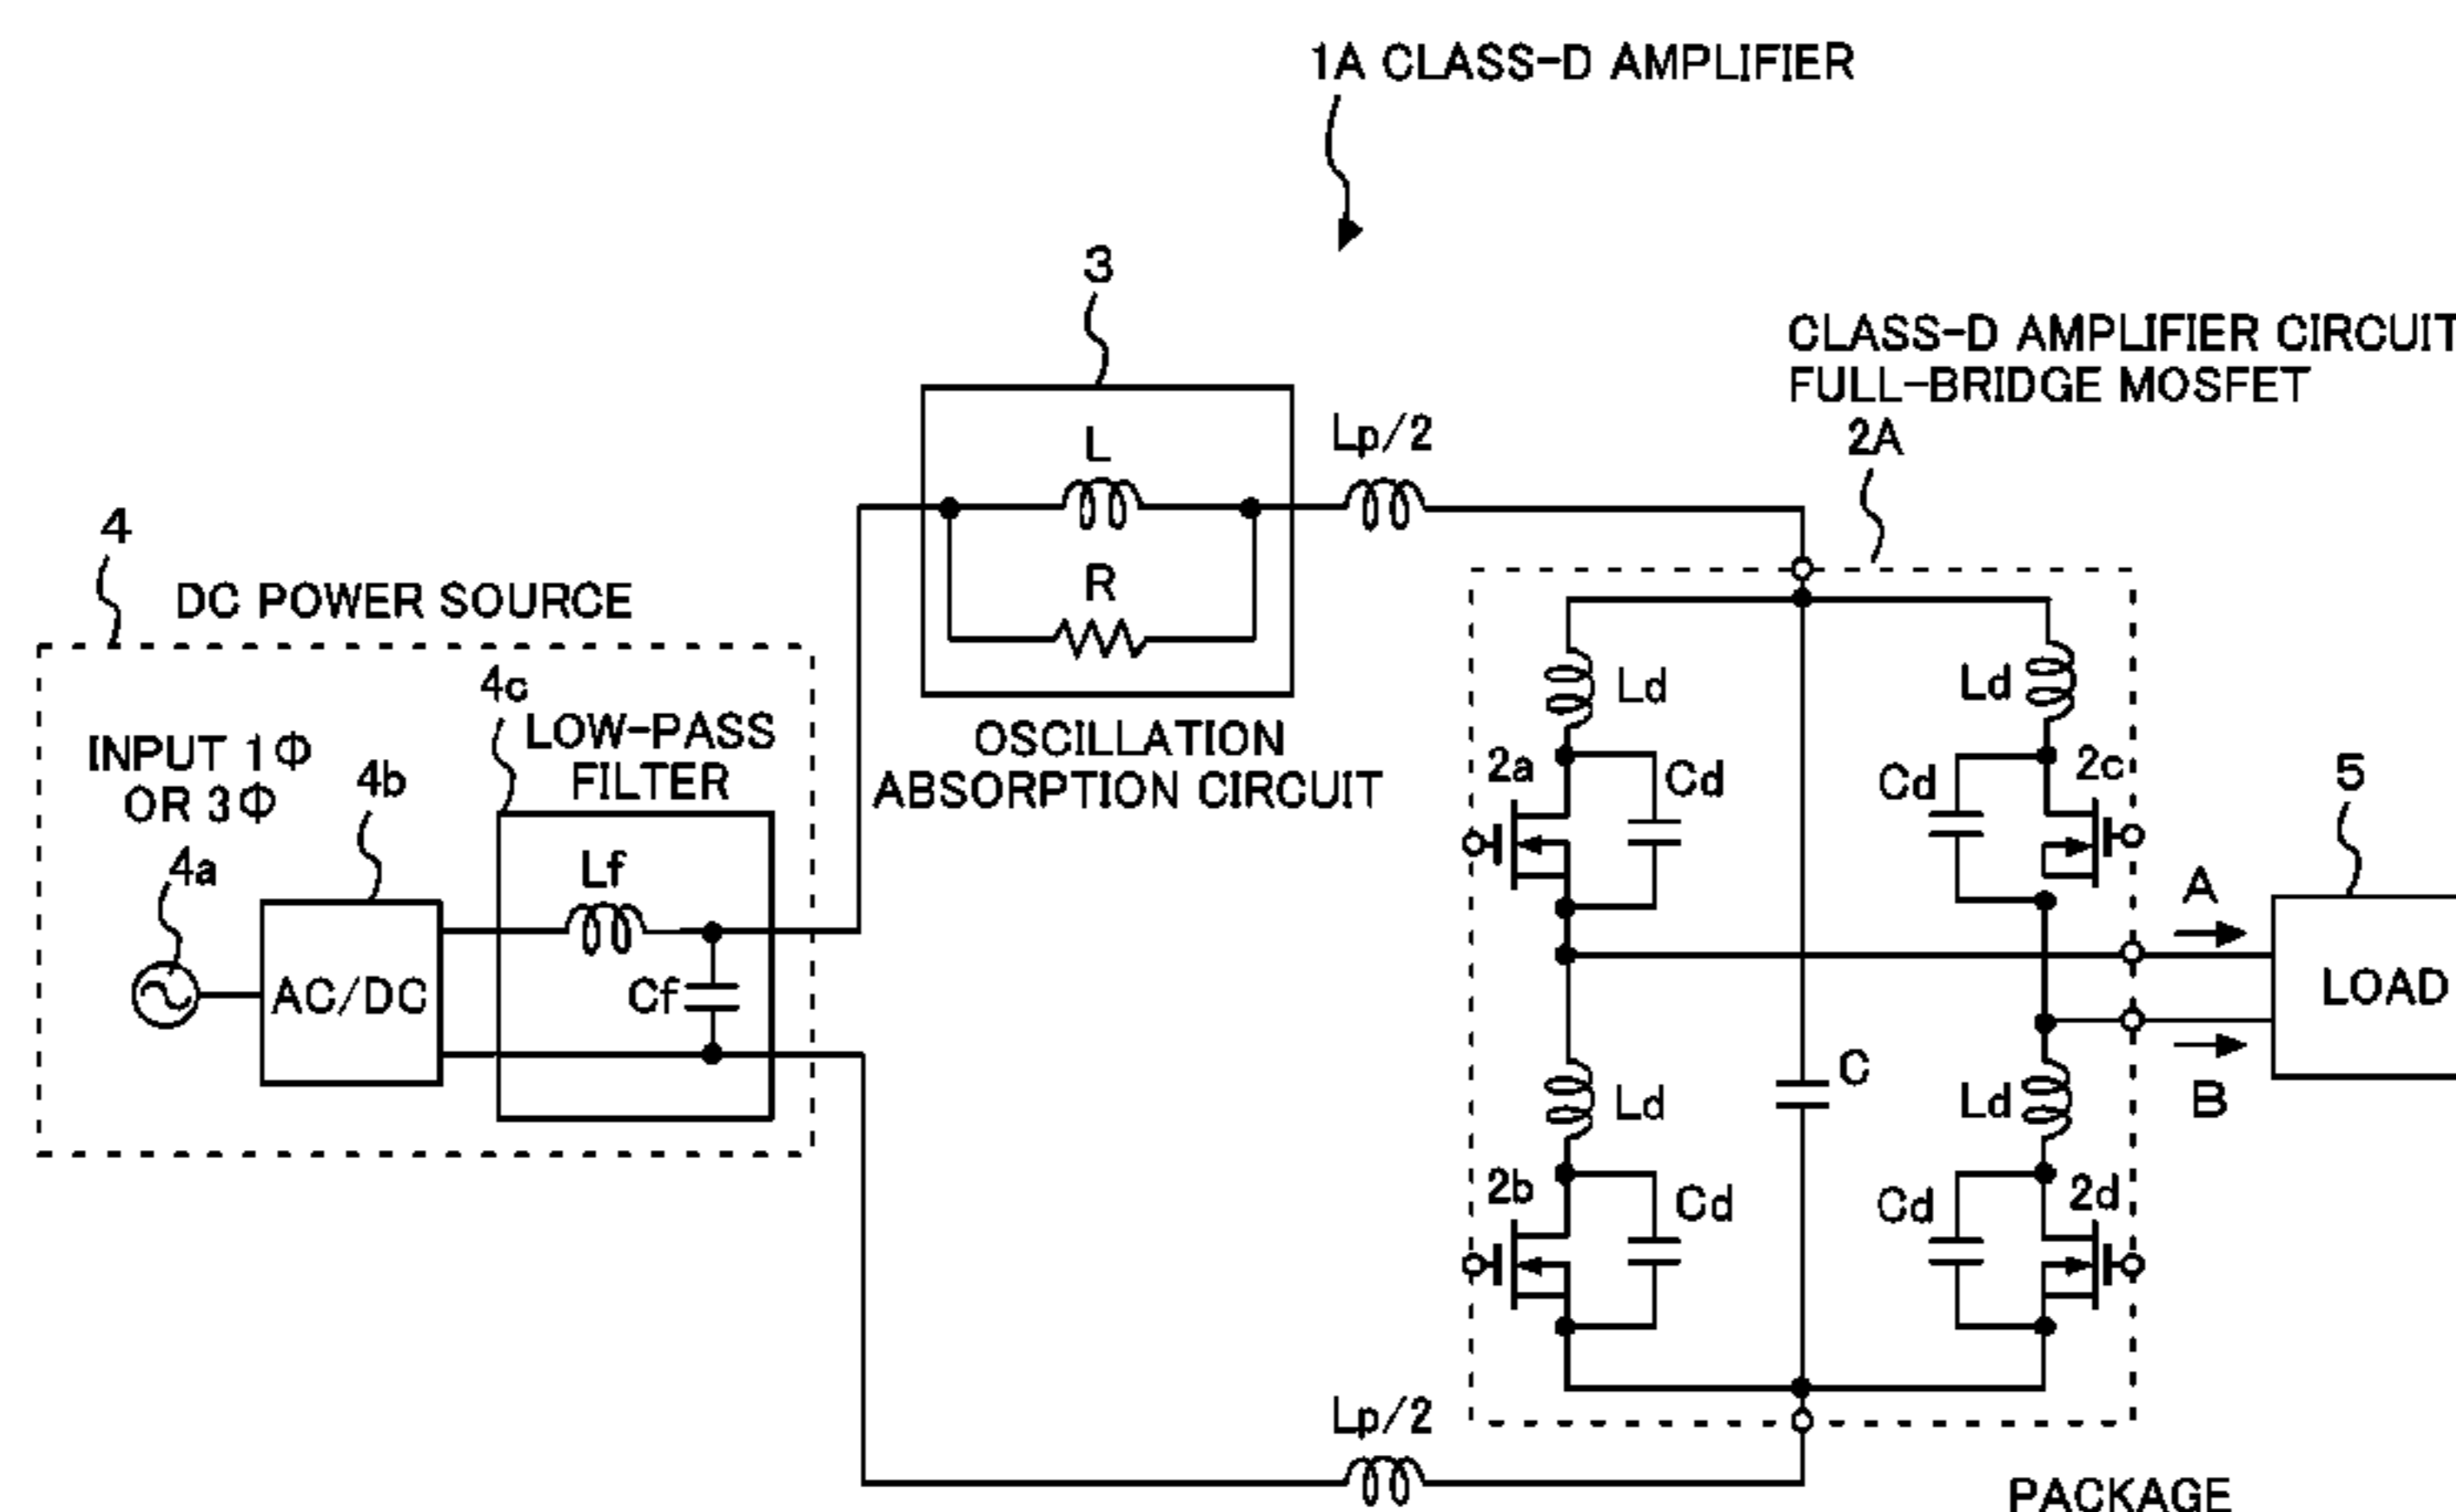 1A CLASS-D AMPLIFIER
3
CLASS-D AMPLIFIER CIRCUIT
FULL-BRIDGE MOSFET
2A
L
Lp/2
R
4
DC POWER SOURCE
OSCILLATION
ABSORPTION CIRCUIT
4c
LOW-PASS
FILTER
INPUT 1Φ
OR 3Φ
4b
4a
Lf
Cf
AC/DC
Ld
Ld
2a
Cd
Cd
2c
5
A
LOAD
B
C
Ld
Ld
2b
Cd
Cd
2d
Lp/2
PACKAGE